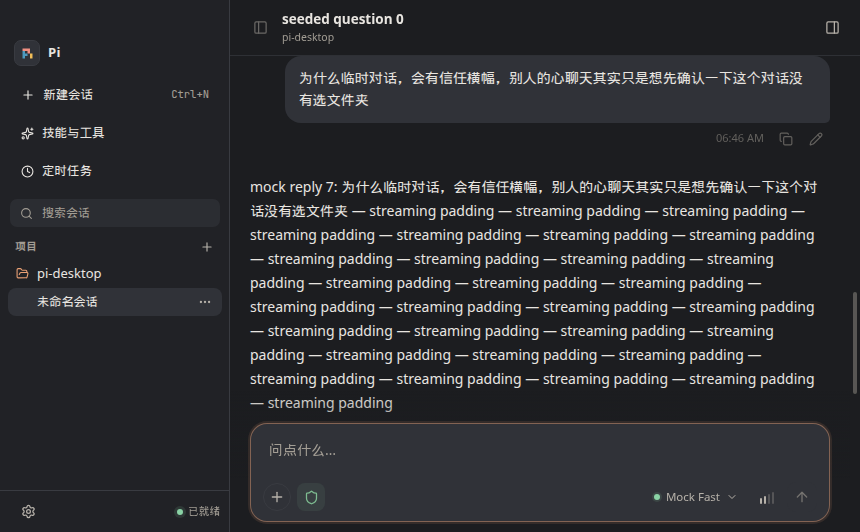 seeded question 0
pi-desktop
Pi
新建会话 Ctrl+N
技能与工具
定时任务
搜索会话
项目
pi-desktop
未命名会话
已就绪
为什么临时对话，会有信任横幅，别人的心聊天其实只是想先确认一下这个对话没
有选文件夹
06:46 AM
mock reply 7: 为什么临时对话，会有信任横幅，别人的心聊天其实只是想先确认一下这个对
话没有选文件夹 — streaming padding — streaming padding — streaming padding —
streaming padding — streaming padding — streaming padding — streaming padding
— streaming padding — streaming padding — streaming padding — streaming
padding — streaming padding — streaming padding — streaming padding —
streaming padding — streaming padding — streaming padding — streaming padding
— streaming padding — streaming padding — streaming padding — streaming
padding — streaming padding — streaming padding — streaming padding —
streaming padding — streaming padding — streaming padding — streaming padding
— streaming padding
问点什么...
Mock Fast